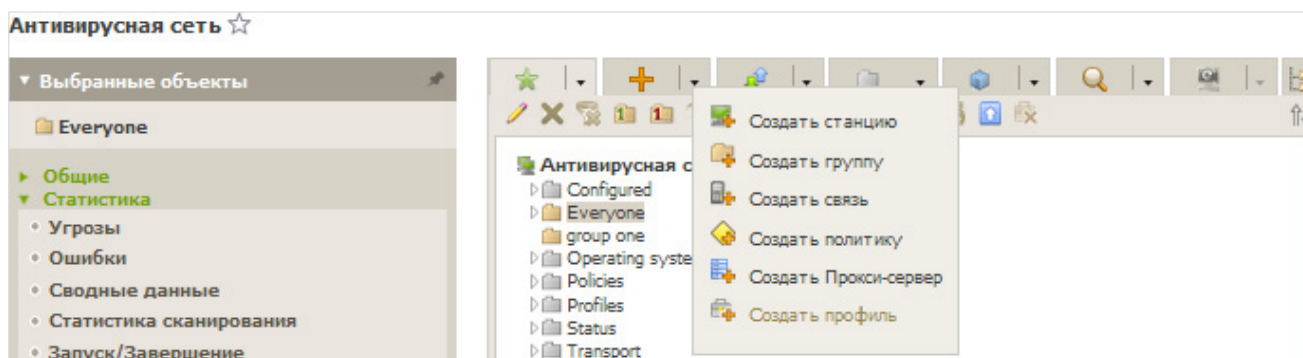 Антивирусная сеть
Выбранные объекты
Everyone
Общие
Статистика
Угрозы
Ошибки
Сводные данные
Статистика сканирования
Запуск/Завершение
Антивирусная с
Configured
Everyone
group one
Operating syste
Policies
Profiles
Status
Transport
Создать станцию
Создать группу
Создать связь
Создать политику
Создать Прокси-сервер
Создать профиль